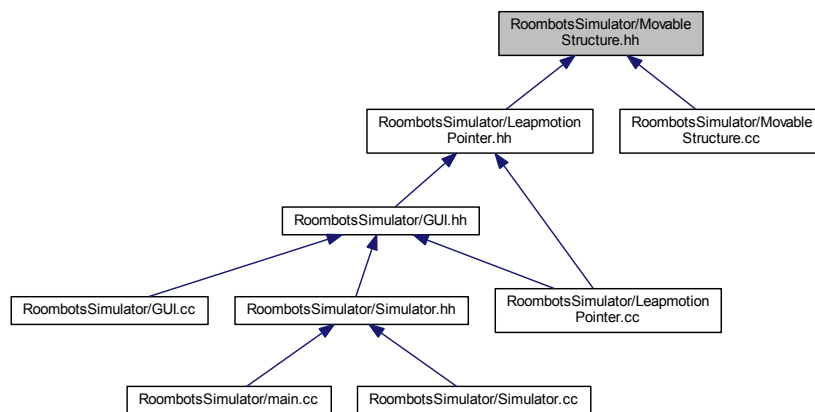 RoombotsSimulator/Movable
Structure.hh
RoombotsSimulator/Leapmotion
Pointer.hh
RoombotsSimulator/Movable
Structure.cc
RoombotsSimulator/GUI.hh
RoombotsSimulator/GUI.cc
RoombotsSimulator/Simulator.hh
RoombotsSimulator/Leapmotion
Pointer.cc
RoombotsSimulator/main.cc
RoombotsSimulator/Simulator.cc